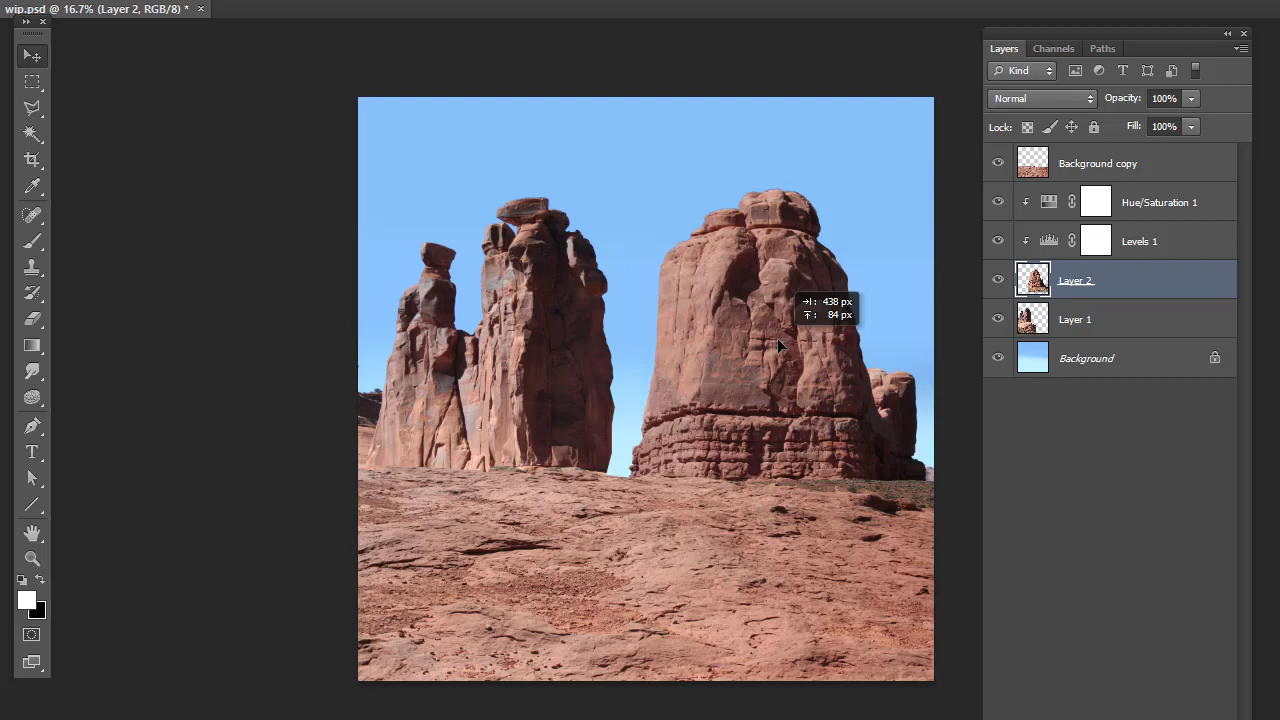 wip.psd @ 16.7% (Layer 2, RGB/8) *
Layers Channels Paths
Kind
Normal Opacity: 100%
Lock: Fill: 100%
Background copy
Hue/Saturation 1
Levels 1
Layer 2
Layer 1
Background
438 px
84 px
T